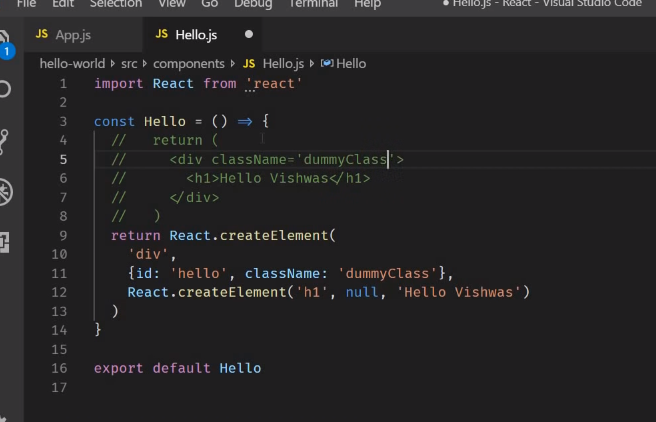 File Edit Selection View Go Debug Terminal Help ● Hello.js - React - Visual Studio Code
JS App.js JS Hello.js ●
1
hello-world › src › components › JS Hello.js › Hello
1 import React from 'react'
2
3 const Hello = () => {
4 // return (
5 // <div className='dummyClass'>
6 // <h1>Hello Vishwas</h1>
7 // </div>
8 // )
9 return React.createElement(
10 'div',
11 {id: 'hello', className: 'dummyClass'},
12 React.createElement('h1', null, 'Hello Vishwas')
13 )
14 }
15
16 export default Hello
17